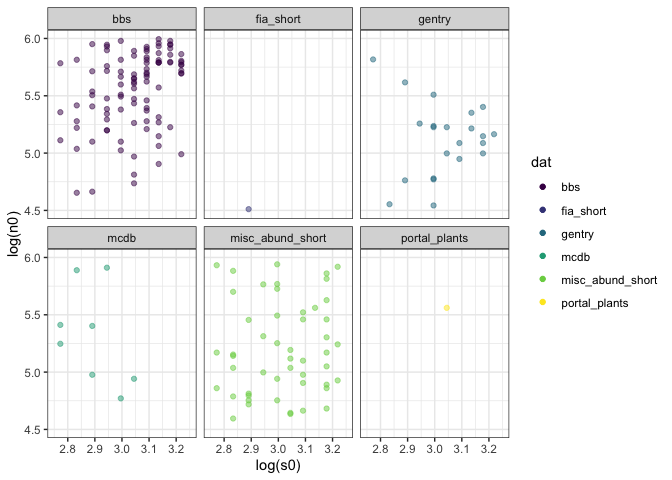 bbs
fia_short
gentry
6.0
5.5
5.0
4.5
mcdb
misc_abund_short
portal_plants
6.0
5.5
5.0
4.5
2.8 2.9 3.0 3.1 3.2
2.8 2.9 3.0 3.1 3.2
2.8 2.9 3.0 3.1 3.2
log(s0)
log(n0)
dat
bbs
fia_short
gentry
mcdb
misc_abund_short
portal_plants